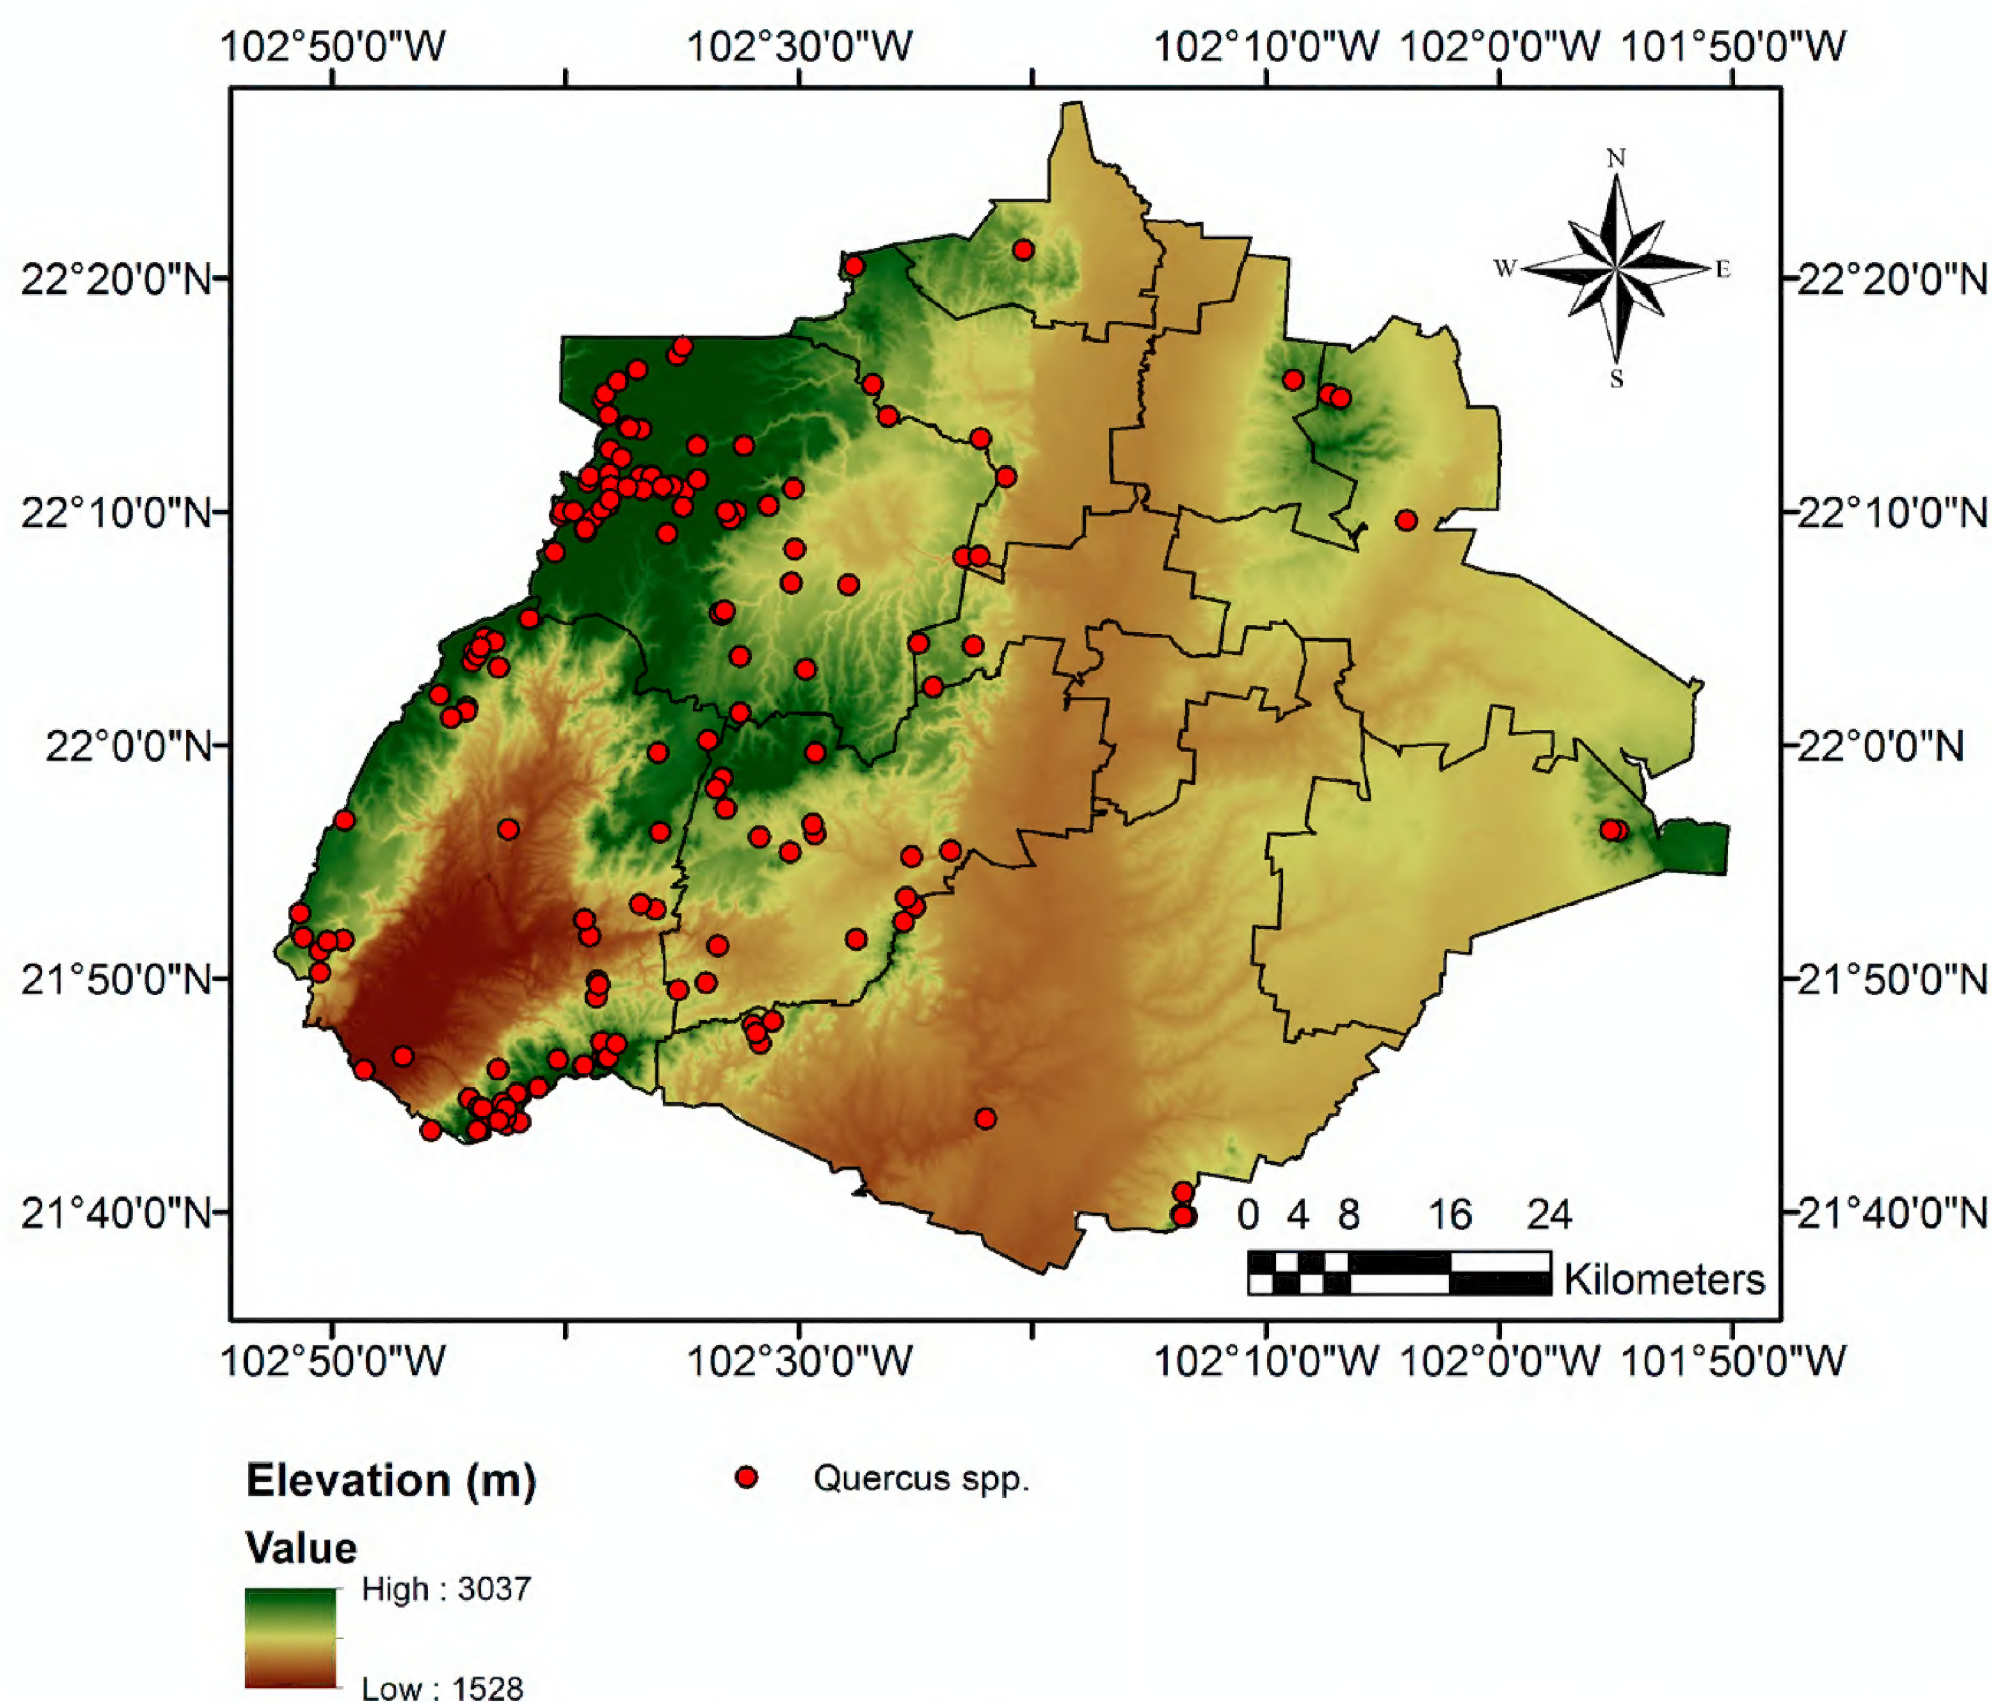 102°50'0"W 102°30'0"W 102°10'0"W 102°0'0"W 101°50'0"W
N
W E
S
22°20'0"N 22°20'0"N
22°10'0"N 22°10'0"N
22°0'0"N 22°0'0"N
21°50'0"N 21°50'0"N
21°40'0"N 21°40'0"N
0 4 8 16 24
Kilometers
102°50'0"W 102°30'0"W 102°10'0"W 102°0'0"W 101°50'0"W
Elevation (m) Quercus spp.
Value
High : 3037
Low : 1528